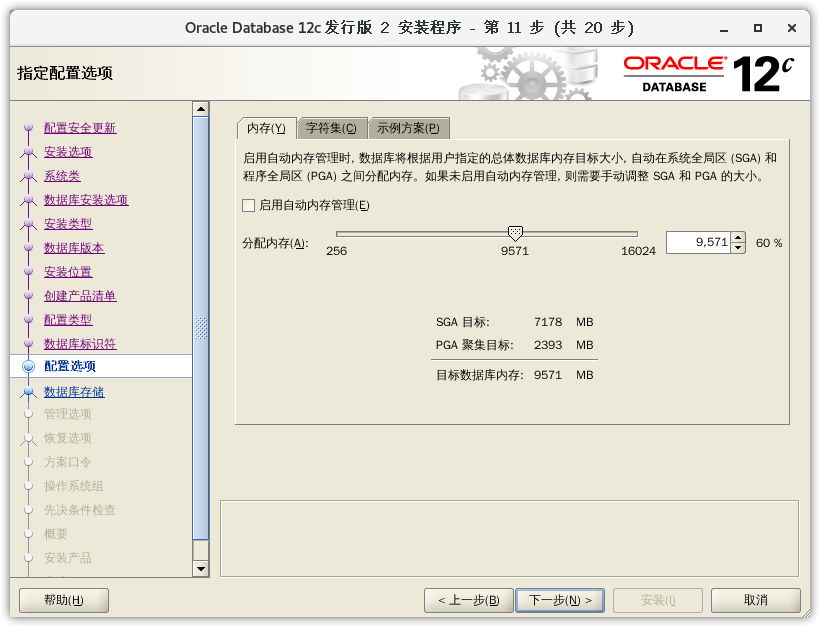 Oracle Database 12c 发行版 2 安装程序 - 第 11 步 (共 20 步)
指定配置选项
ORACLE®
DATABASE
12c
配置安全更新
安装选项
系统类
数据库安装选项
安装类型
数据库版本
安装位置
创建产品清单
配置类型
数据库标识符
配置选项
数据库存储
管理选项
恢复选项
方案口令
操作系统组
先决条件检查
概要
安装产品
内存(Y) 字符集(C) 示例方案(P)
启用自动内存管理时, 数据库将根据用户指定的总体数据库内存目标大小, 自动在系统全局区 (SGA) 和
程序全局区 (PGA) 之间分配内存。如果未启用自动内存管理, 则需要手动调整 SGA 和 PGA 的大小。
启用自动内存管理(E)
分配内存(A): 9,571 60 %
256 9571 16024
SGA 目标: 7178 MB
PGA 聚集目标: 2393 MB
目标数据库内存: 9571 MB
帮助(H) < 上一步(B) 下一步(N) > 安装(I) 取消